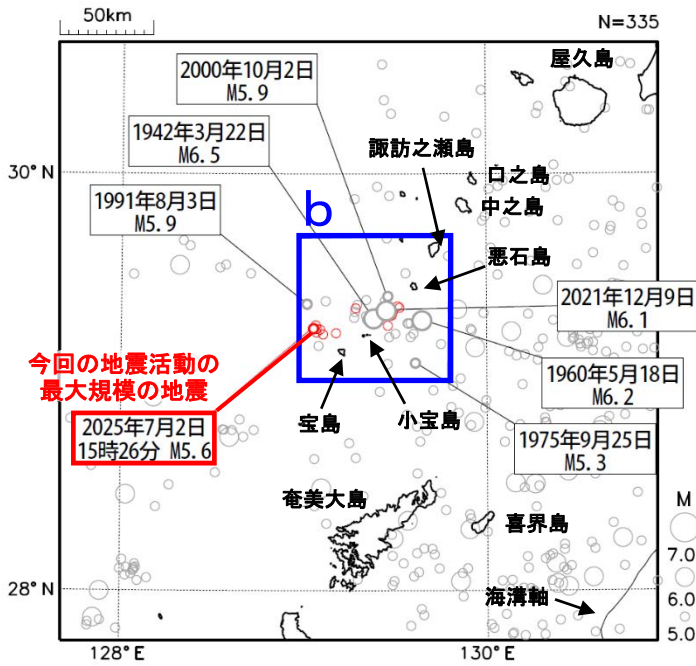 50km
N=335
屋久島
2000年10月2日
M5.9
1942年3月22日
M6.5
諏訪之瀬島
30°N
口之島
1991年8月3日
M5.9
中之島
b
悪石島
2021年12月9日
M6.1
今回の地震活動の
最大規模の地震
1960年5月18日
M6.2
宝島
小宝島
2025年7月2日
15時26分 M5.6
1975年9月25日
M5.3
奄美大島
喜界島
M
7.0
28°N
海溝軸
6.0
5.0
128°E
130°E